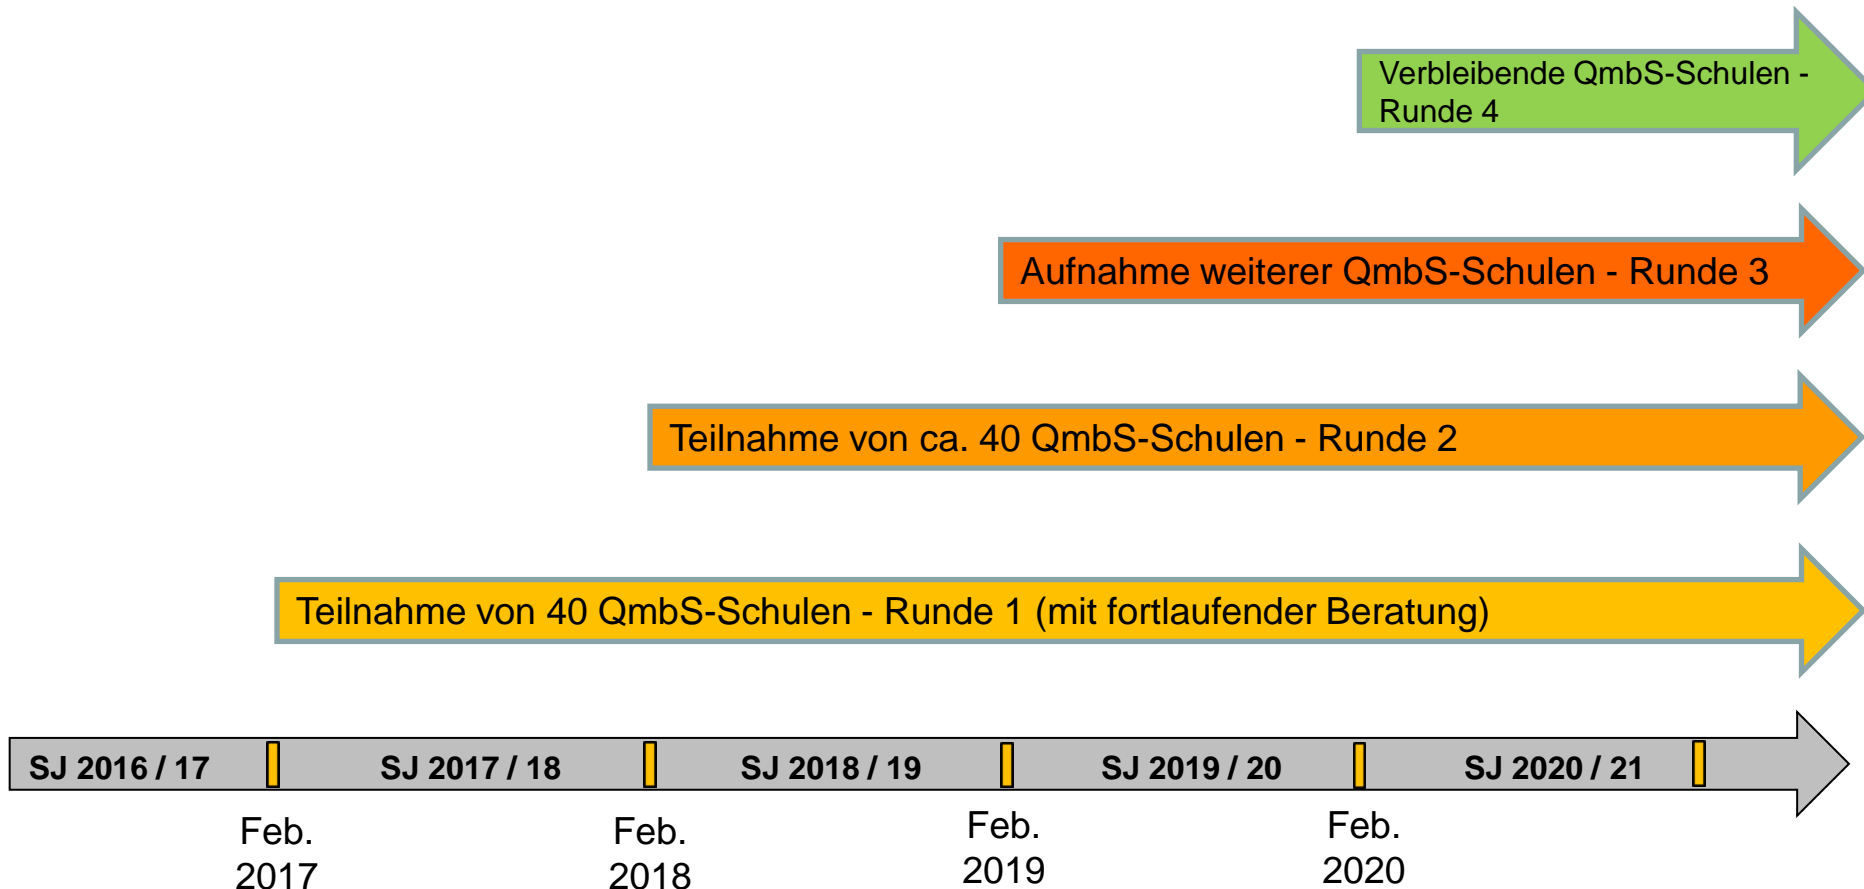 Verbleibende QmbS-Schulen -
Runde 4
Aufnahme weiterer QmbS-Schulen - Runde 3
Teilnahme von ca. 40 QmbS-Schulen - Runde 2
Teilnahme von 40 QmbS-Schulen - Runde 1 (mit fortlaufender Beratung)
SJ 2016 / 17
SJ 2017 / 18
SJ 2018 / 19
SJ 2019 / 20
SJ 2020 / 21
Feb.
2017
Feb.
2018
Feb.
2019
Feb.
2020